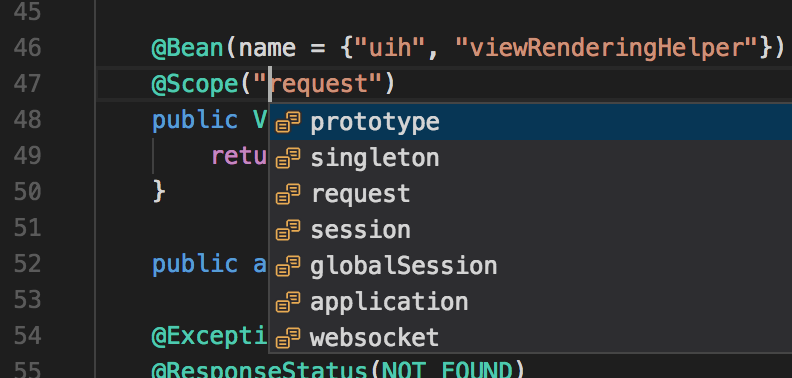 45
46 @Bean(name = {"uih", "viewRenderingHelper"})
47 @Scope("request")
48 public V
prototype
49 retu
singleton
50 }
request
51
session
52 public a
globalSession
53
application
54 @Excepti
websocket
55 @ResponseStatus(NOT_FOUND)